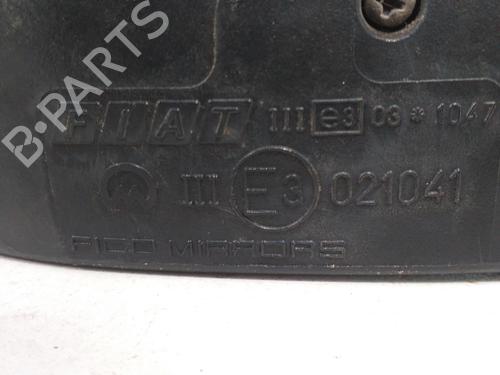 B-PARTS
FIAT III e3 03*1047
III E3 021041
FICO MIRRORS